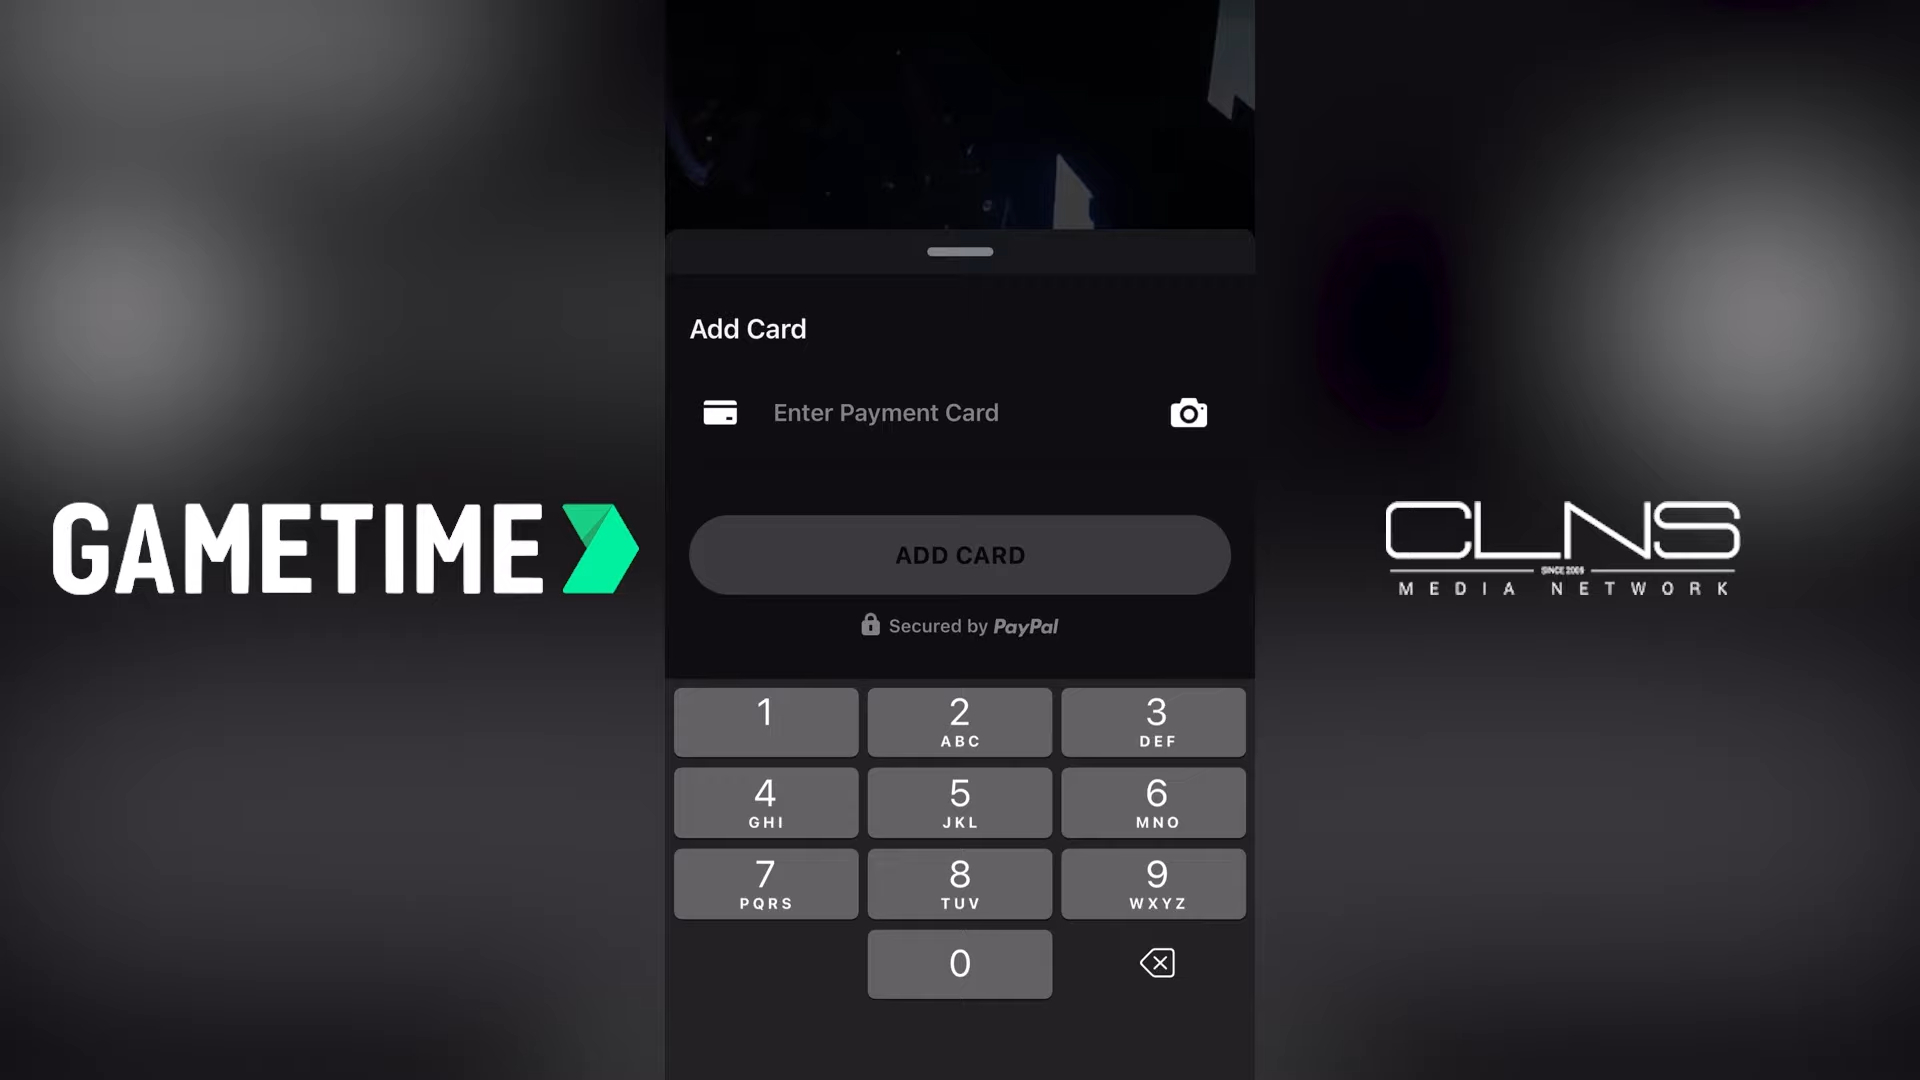 Add Card
Enter Payment Card
GAMETIME
ADD CARD
CLNS
SINCE 2009
MEDIA NETWORK
Secured by PayPal
1
2
ABC
3
DEF
4
GHI
5
JKL
6
MNO
7
PQRS
8
TUV
9
WXYZ
0